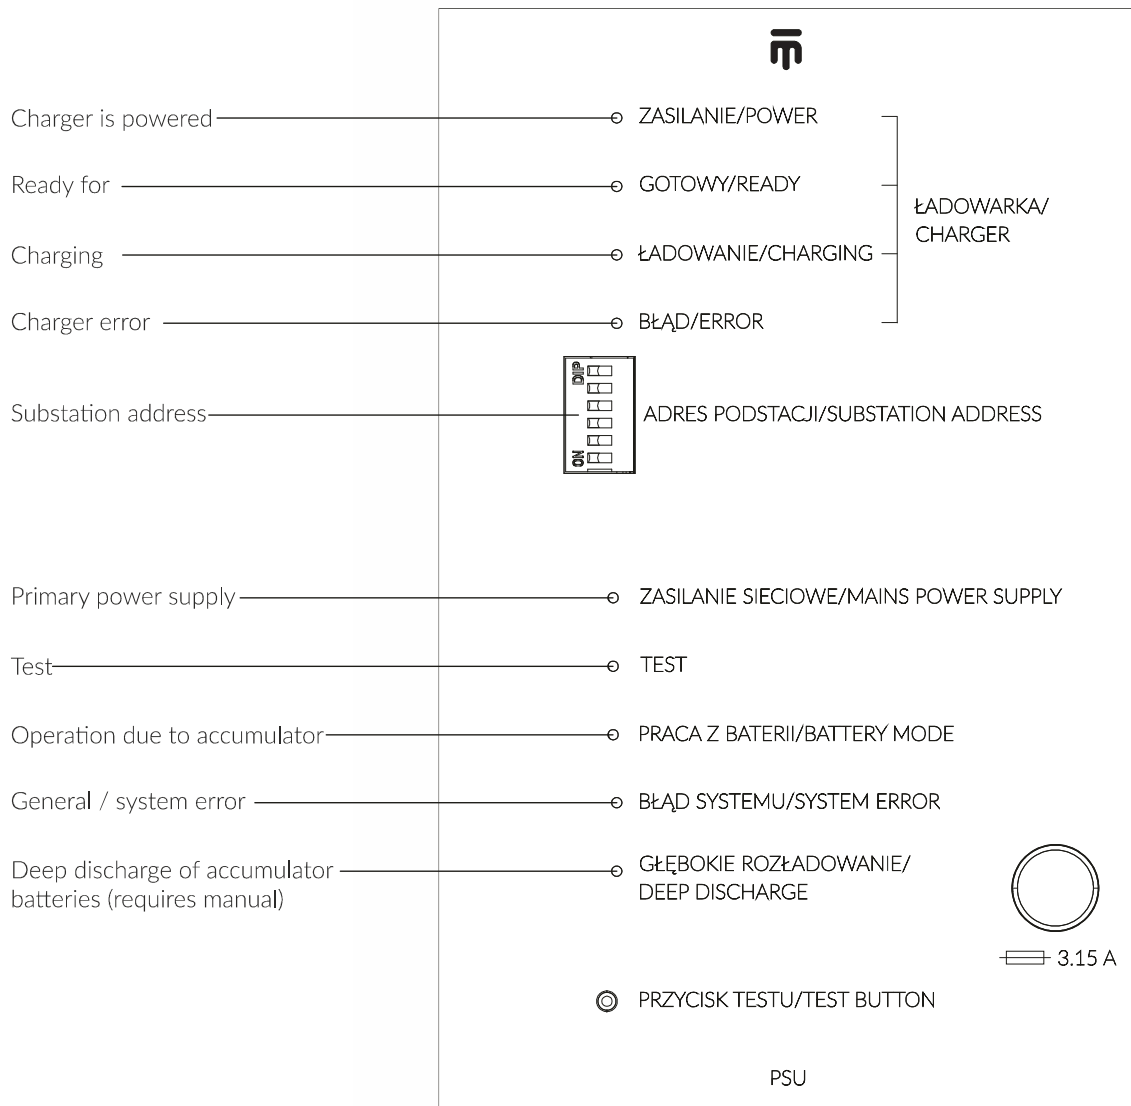 Charger is powered
ZASILANIE/POWER
Ready for
GOTOWY/READY
ŁADOWARKA/
CHARGER
Charging
ŁADOWANIE/CHARGING
Charger error
BŁĄD/ERROR
DIP
ON
Substation address
ADRES PODSTACJI/SUBSTATION ADDRESS
Primary power supply
ZASILANIE SIECIOWE/MAINS POWER SUPPLY
Test
TEST
Operation due to accumulator
PRACA Z BATERII/BATTERY MODE
General / system error
BŁĄD SYSTEMU/SYSTEM ERROR
Deep discharge of accumulator
batteries (requires manual)
GŁĘBOKIE ROZŁADOWANIE/
DEEP DISCHARGE
3.15 A
PRZYCISK TESTU/TEST BUTTON
PSU